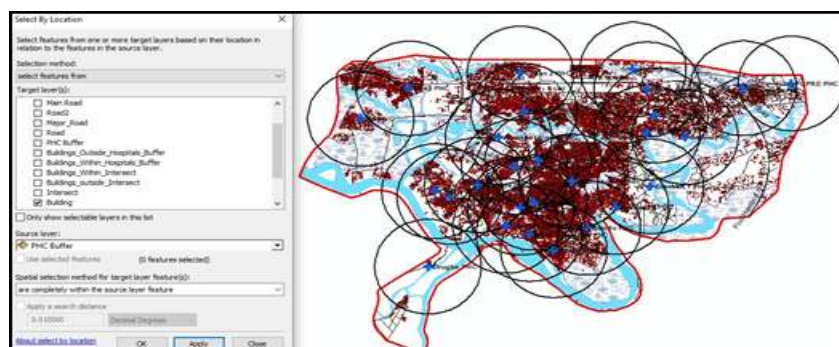 Select By Location
Select features from one or more target layers based on their location in
relation to the features in the source layer.
Selection method:
select features from
Target layer(s):
Main Road
Road2
Major_Road
Road
PHC Buffer
Buildings_Outside_Hospitals_Buffer
Buildings_Within_Hospitals_Buffer
Buildings_Within_Intersect
Buildings_outside_Intersect
Intersect
Building
Only show selectable layers in this list
Source layer:
PHC Buffer
Use selected features
(0 features selected)
Spatial selection method for target layer feature(s):
are completely within the source layer feature
Apply a search distance
0.010000
Decimal Degrees
About select by location
OK
Apply
Close